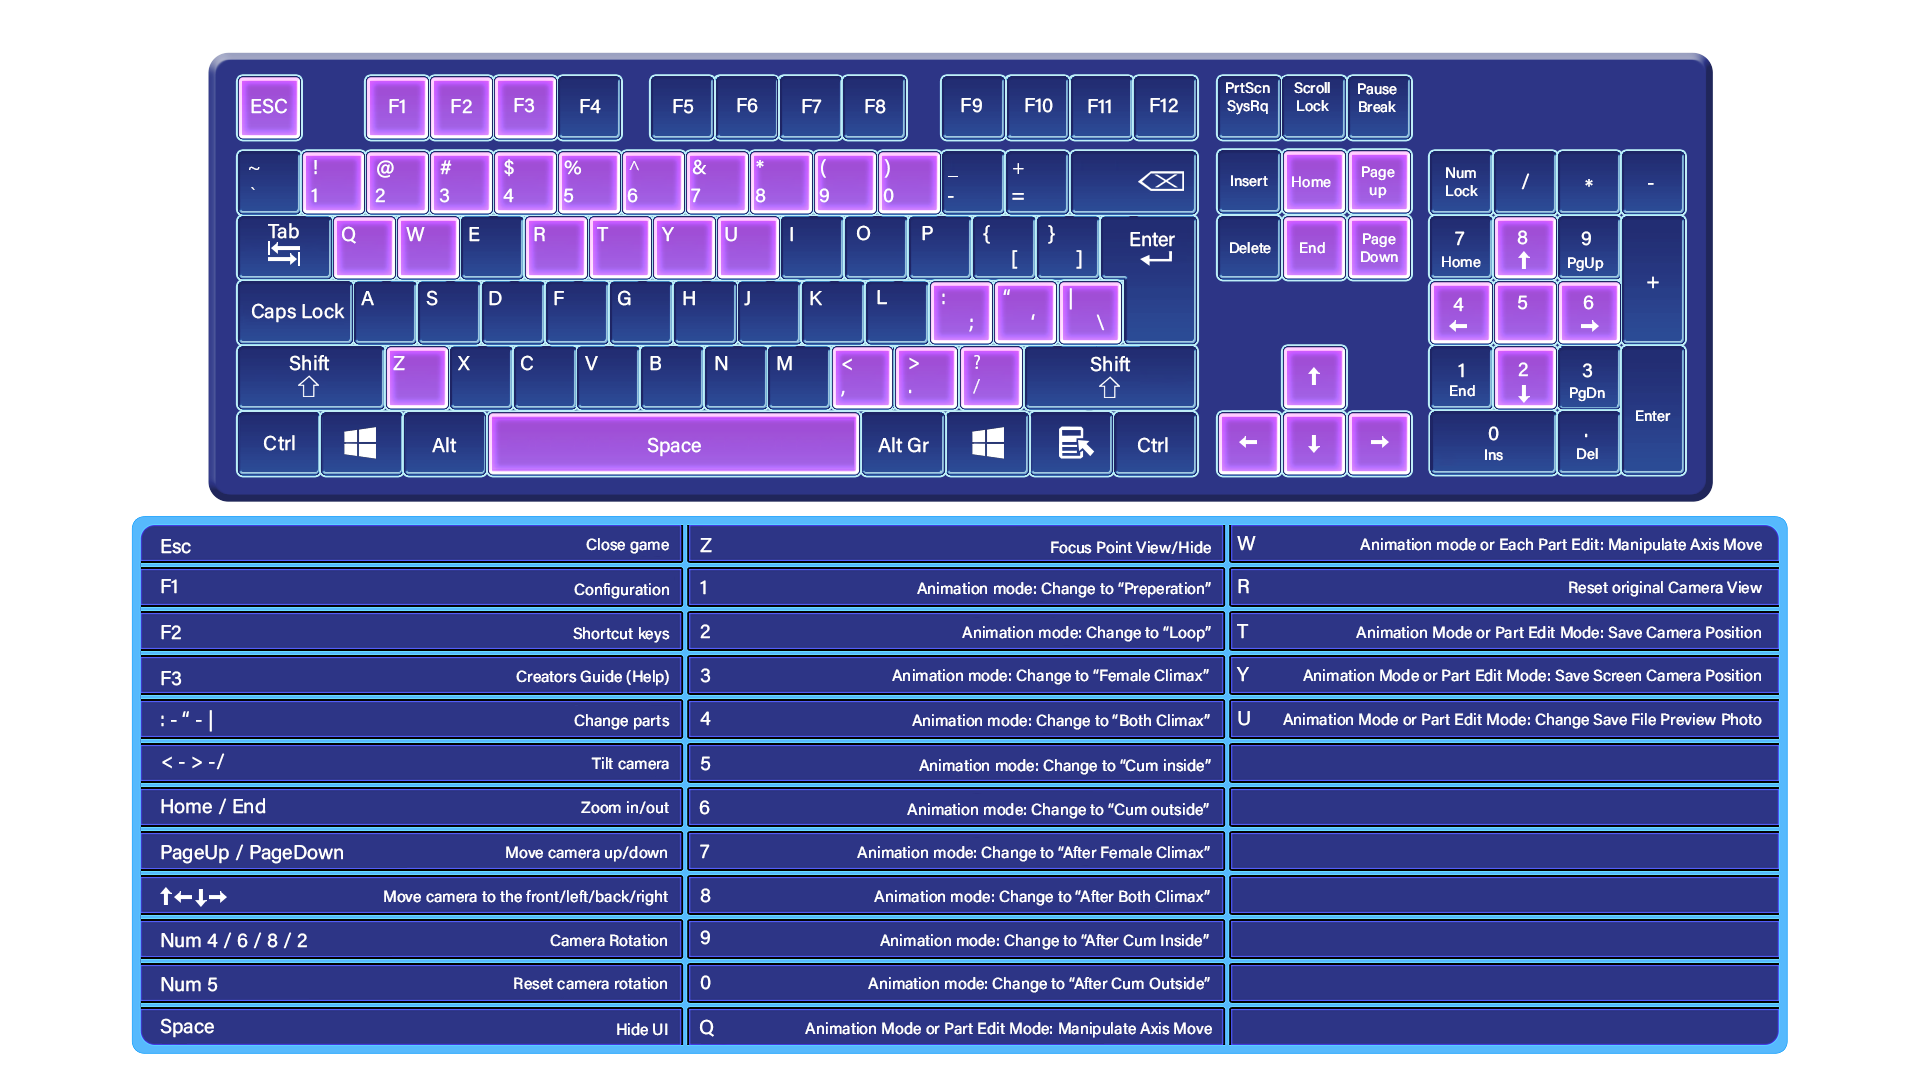 ESC F1 F2 F3 F4 F5 F6 F7 F8 F9 F10 F11 F12 PrtScn SysRq Scroll Lock Pause Break
~ ` ! 1 @ 2 # 3 $ 4 % 5 ^ 6 & 7 * 8 ( 9 ) 0 _ - + = Insert Home Page up Num Lock / * -
Tab Q W E R T Y U I O P { [ } ] Enter Delete End Page Down 7 Home 8 ↑ 9 PgUp +
Caps Lock A S D F G H J K L : ; “ ‘ | \ 4 ← 5 6 →
Shift Z X C V B N M < , > . ? / Shift ↑ 1 End 2 ↓ 3 PgDn Enter
Ctrl Alt Space Alt Gr Ctrl ← ↓ → 0 Ins . Del
Esc Close game
F1 Configuration
F2 Shortcut keys
F3 Creators Guide (Help)
: - “ - | Change parts
< - > -/ Tilt camera
Home / End Zoom in/out
PageUp / PageDown Move camera up/down
↑←↓→ Move camera to the front/left/back/right
Num 4 / 6 / 8 / 2 Camera Rotation
Num 5 Reset camera rotation
Space Hide UI
Z Focus Point View/Hide
1 Animation mode: Change to “Preperation”
2 Animation mode: Change to “Loop”
3 Animation mode: Change to “Female Climax”
4 Animation mode: Change to “Both Climax”
5 Animation mode: Change to “Cum inside”
6 Animation mode: Change to “Cum outside”
7 Animation mode: Change to “After Female Climax”
8 Animation mode: Change to “After Both Climax”
9 Animation mode: Change to “After Cum Inside”
0 Animation mode: Change to “After Cum Outside”
Q Animation Mode or Part Edit Mode: Manipulate Axis Move
W Animation mode or Each Part Edit: Manipulate Axis Move
R Reset original Camera View
T Animation Mode or Part Edit Mode: Save Camera Position
Y Animation Mode or Part Edit Mode: Save Screen Camera Position
U Animation Mode or Part Edit Mode: Change Save File Preview Photo